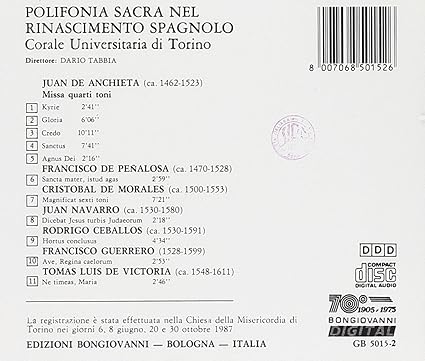 POLIFONIA SACRA NEL
RINASCIMENTO SPAGNOLO
Corale Universitaria di Torino
Direttore: DARIO TABBIA
8 007068 501526
JUAN DE ANCHIETA (ca. 1462-1523)
Missa quarti toni
1 Kyrie 2'41''
2 Gloria 6'06''
3 Credo 10'11''
4 Sanctus 7'41''
5 Agnus Dei 2'16''
FRANCISCO DE PEÑALOSA (ca. 1470-1528)
6 Sancta mater, istud agas 2'59''
CRISTOBAL DE MORALES (ca. 1500-1553)
7 Magnificat sexti toni 7'21''
JUAN NAVARRO (ca. 1530-1580)
8 Dicebat Jesus turbis Judaeorum 2'18''
RODRIGO CEBALLOS (ca. 1530-1591)
9 Hortus conclusus 4'34''
FRANCISCO GUERRERO (1528-1599)
10 Ave, Regina caelorum 2'53''
TOMAS LUIS DE VICTORIA (ca. 1548-1611)
11 Ne timeas, Maria 2'46''
DDD
COMPACT
disc
DIGITAL AUDIO
70° 1905-1975
BONGIOVANNI
DIGITAL
GB 5015-2
La registrazione è stata effettuata nella Chiesa della Misericordia di
Torino nei giorni 6, 8 giugno, 20 e 30 ottobre 1987
EDIZIONI BONGIOVANNI – BOLOGNA - ITALIA